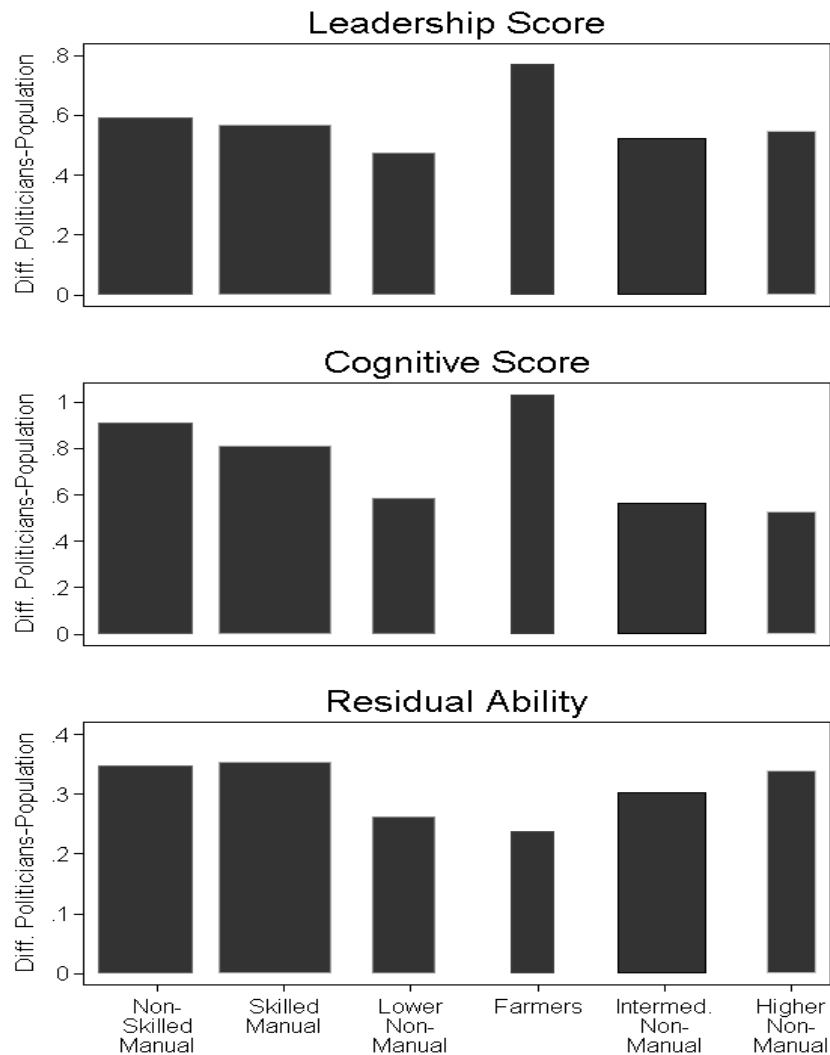 Leadership Score
Diff. Politicians-Population
.8
.6
.4
.2
0
Cognitive Score
Diff. Politicians-Population
1
.8
.6
.4
.2
0
Residual Ability
Diff. Politicians-Population
.4
.3
.2
.1
0
Non-
Skilled
Manual
Skilled
Manual
Lower
Non-
Manual
Farmers
Intermed.
Non-
Manual
Higher
Non-
Manual